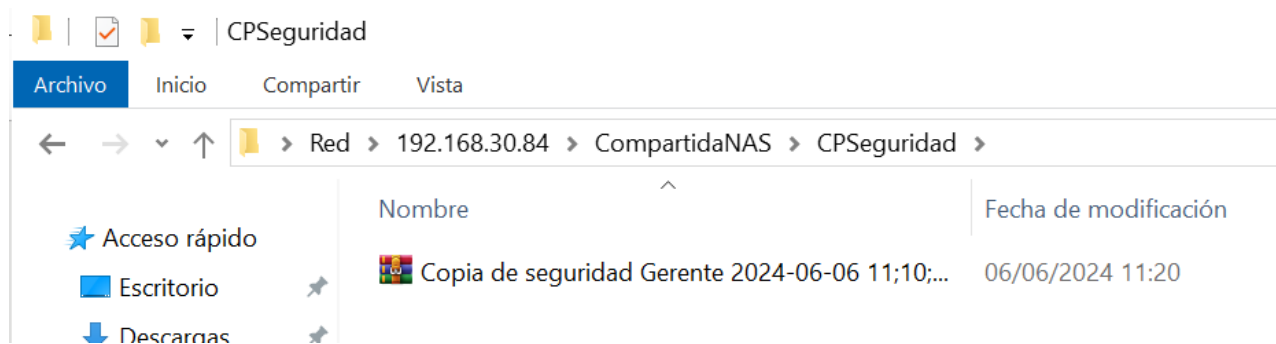 CPSeguridad
Archivo Inicio Compartir Vista
Red > 192.168.30.84 > CompartidaNAS > CPSeguridad >
Nombre Fecha de modificación
Acceso rápido
Copia de seguridad Gerente 2024-06-06 11;10;... 06/06/2024 11:20
Escritorio
Descargas